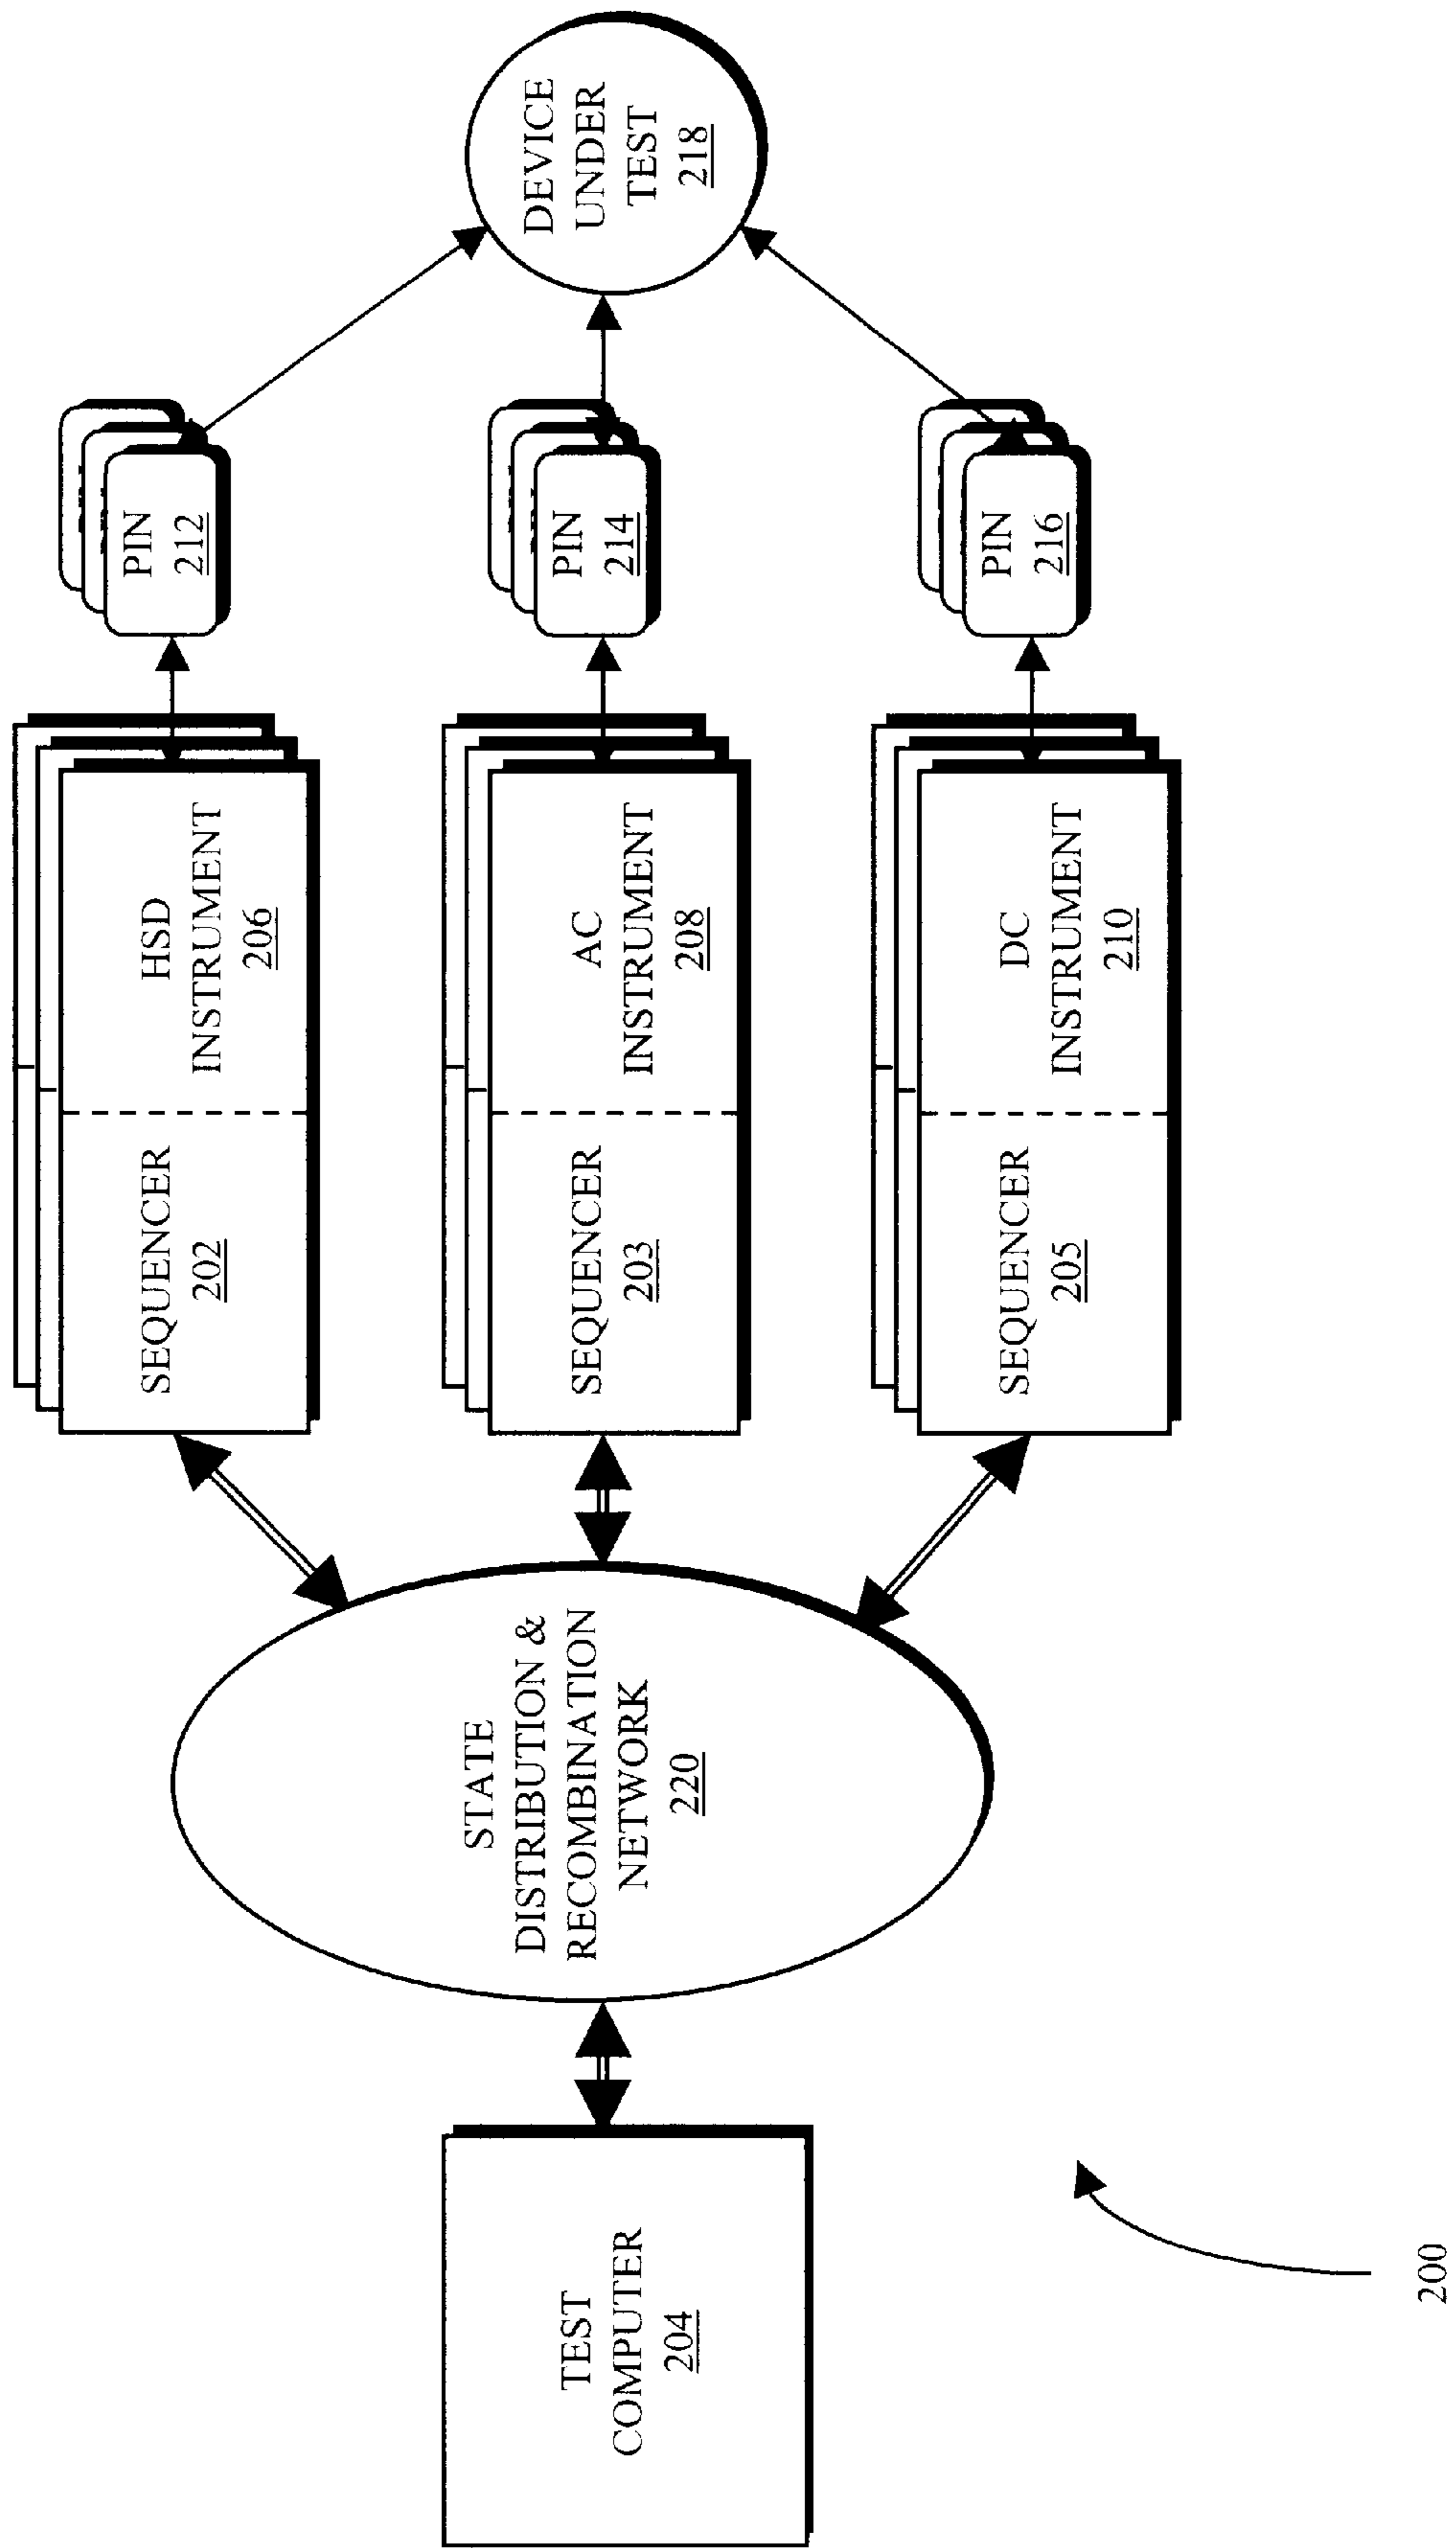 TEST
COMPUTER
204
STATE
DISTRIBUTION &
RECOMBINATION
NETWORK
220
SEQUENCER
202
HSD
INSTRUMENT
206
PIN
212
SEQUENCER
203
AC
INSTRUMENT
208
PIN
214
SEQUENCER
205
DC
INSTRUMENT
210
PIN
216
DEVICE
UNDER
TEST
218
200